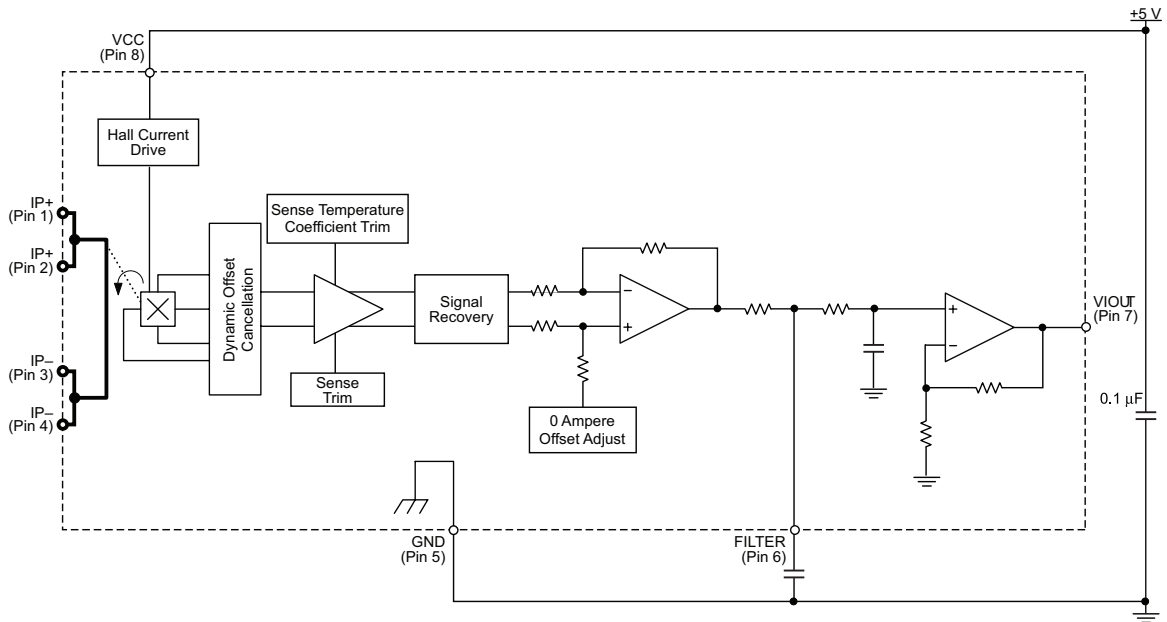 +5 V
VCC
(Pin 8)
Hall Current
Drive
IP+
(Pin 1)
IP+
(Pin 2)
IP–
(Pin 3)
IP–
(Pin 4)
Dynamic Offset
Cancellation
Sense Temperature
Coefficient Trim
Sense
Trim
Signal
Recovery
0 Ampere
Offset Adjust
–
+
+
–
VIOUT
(Pin 7)
0.1 μF
GND
(Pin 5)
FILTER
(Pin 6)